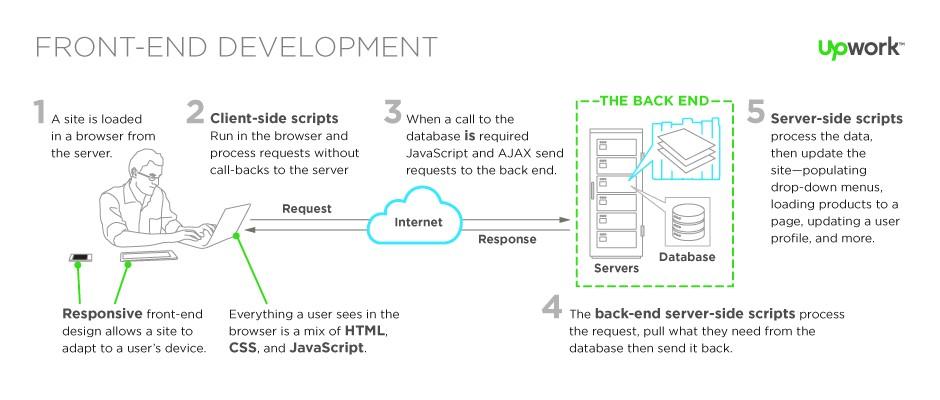 FRONT-END DEVELOPMENT
Upwork™
1
A site is loaded
in a browser from
the server.
2
Client-side scripts
Run in the browser and
process requests without
call-backs to the server
3
When a call to the
database is required
JavaScript and AJAX send
requests to the back end.
THE BACK END
Servers
Database
5
Server-side scripts
process the data,
then update the
site—populating
drop-down menus,
loading products to a
page, updating a user
profile, and more.
Request
Internet
Response
Responsive front-end
design allows a site to
adapt to a user's device.
Everything a user sees in the
browser is a mix of HTML,
CSS, and JavaScript.
4
The back-end server-side scripts process
the request, pull what they need from the
database then send it back.